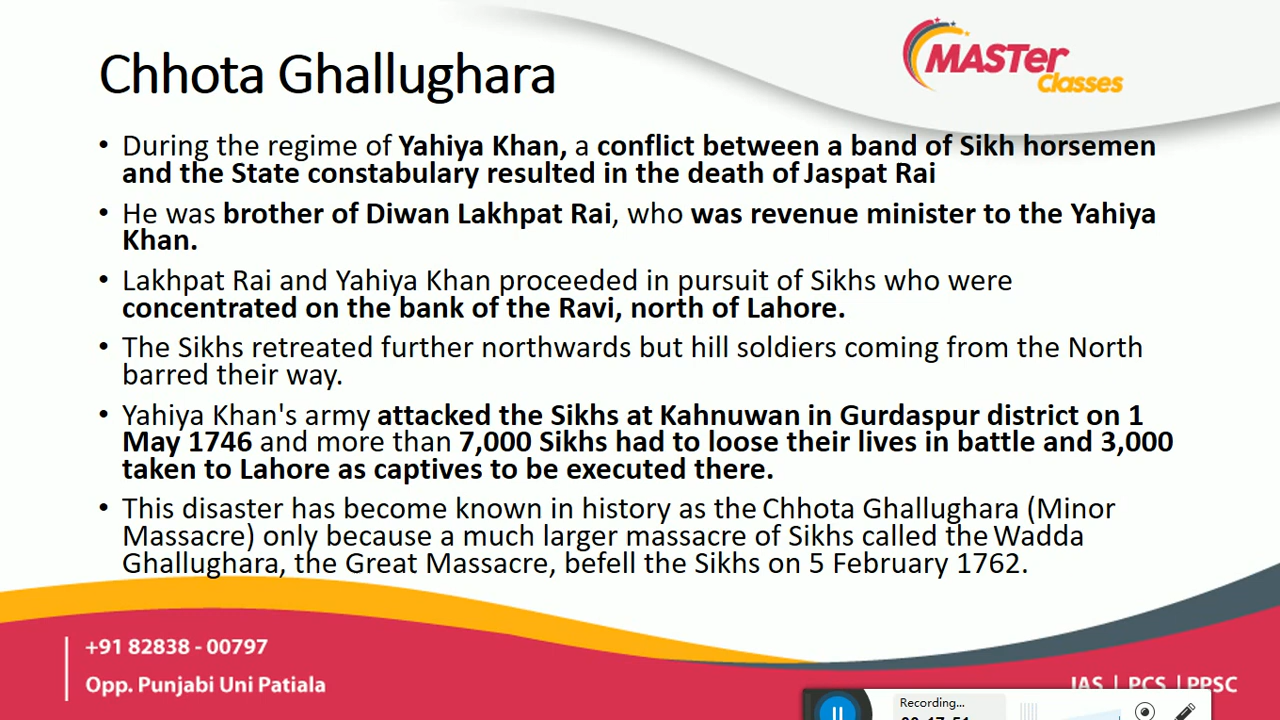 Chhota Ghallughara
MASTer
Classes
• During the regime of Yahiya Khan, a conflict between a band of Sikh horsemen
and the State constabulary resulted in the death of Jaspat Rai
• He was brother of Diwan Lakhpat Rai, who was revenue minister to the Yahiya
Khan.
• Lakhpat Rai and Yahiya Khan proceeded in pursuit of Sikhs who were
concentrated on the bank of the Ravi, north of Lahore.
• The Sikhs retreated further northwards but hill soldiers coming from the North
barred their way.
• Yahiya Khan's army attacked the Sikhs at Kahnuwan in Gurdaspur district on 1
May 1746 and more than 7,000 Sikhs had to loose their lives in battle and 3,000
taken to Lahore as captives to be executed there.
• This disaster has become known in history as the Chhota Ghallughara (Minor
Massacre) only because a much larger massacre of Sikhs called the Wadda
Ghallughara, the Great Massacre, befell the Sikhs on 5 February 1762.
+91 82838 - 00797
Opp. Punjabi Uni Patiala
IAS | PCS | PPSC
Recording...